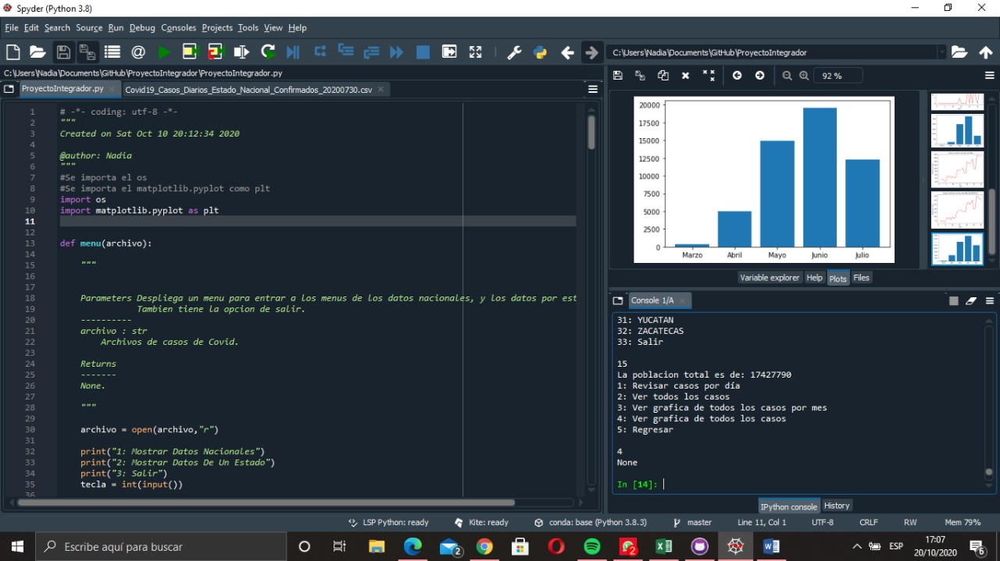 Spyder (Python 3.8)
File Edit Search Source Run Debug Consoles Projects Tools View Help
C:\Users\Nadia\Documents\GitHub\ProyectoIntegrador
C:\Users\Nadia\Documents\GitHub\ProyectoIntegrador\ProyectoIntegrador.py
92 %
ProyectoIntegrador.py
Covid19_Casos_Diarios_Estado_Nacional_Confirmados_20200730.csv
1 # -*- coding: utf-8 -*-
2 """
3 Created on Sat Oct 10 20:12:34 2020
4
5 @author: Nadia
6 """
7 #Se importa el os
8 #Se importa el matplotlib.pyplot como plt
9 import os
10 import matplotlib.pyplot as plt
11
12
13 def menu(archivo):
14
15 """
16
17
18 Parameters Despliega un menu para entrar a los menus de los datos nacionales, y los datos por est
19 Tambien tiene la opcion de salir.
20 ----------
21 archivo : str
22 Archivos de casos de Covid.
23
24 Returns
25 -------
26 None.
27
28 """
29
30 archivo = open(archivo,"r")
31
32 print("1: Mostrar Datos Nacionales")
33 print("2: Mostrar Datos De Un Estado")
34 print("3: Salir")
35 tecla = int(input())
36
20000
17500
15000
12500
10000
7500
5000
2500
0
Marzo Abril Mayo Junio Julio
Variable explorer Help Plots Files
Console 1/A
31: YUCATAN
32: ZACATECAS
33: Salir
15
La poblacion total es de: 17427790
1: Revisar casos por día
2: Ver todos los casos
3: Ver grafica de todos los casos por mes
4: Ver grafica de todos los casos
5: Regresar
4
None
In [14]:
IPython console History
LSP Python: ready Kite: ready conda: base (Python 3.8.3) master Line 11, Col 1 UTF-8 CRLF RW Mem 79%
Escribe aquí para buscar
2
2
ESP
17:07
20/10/2020
6